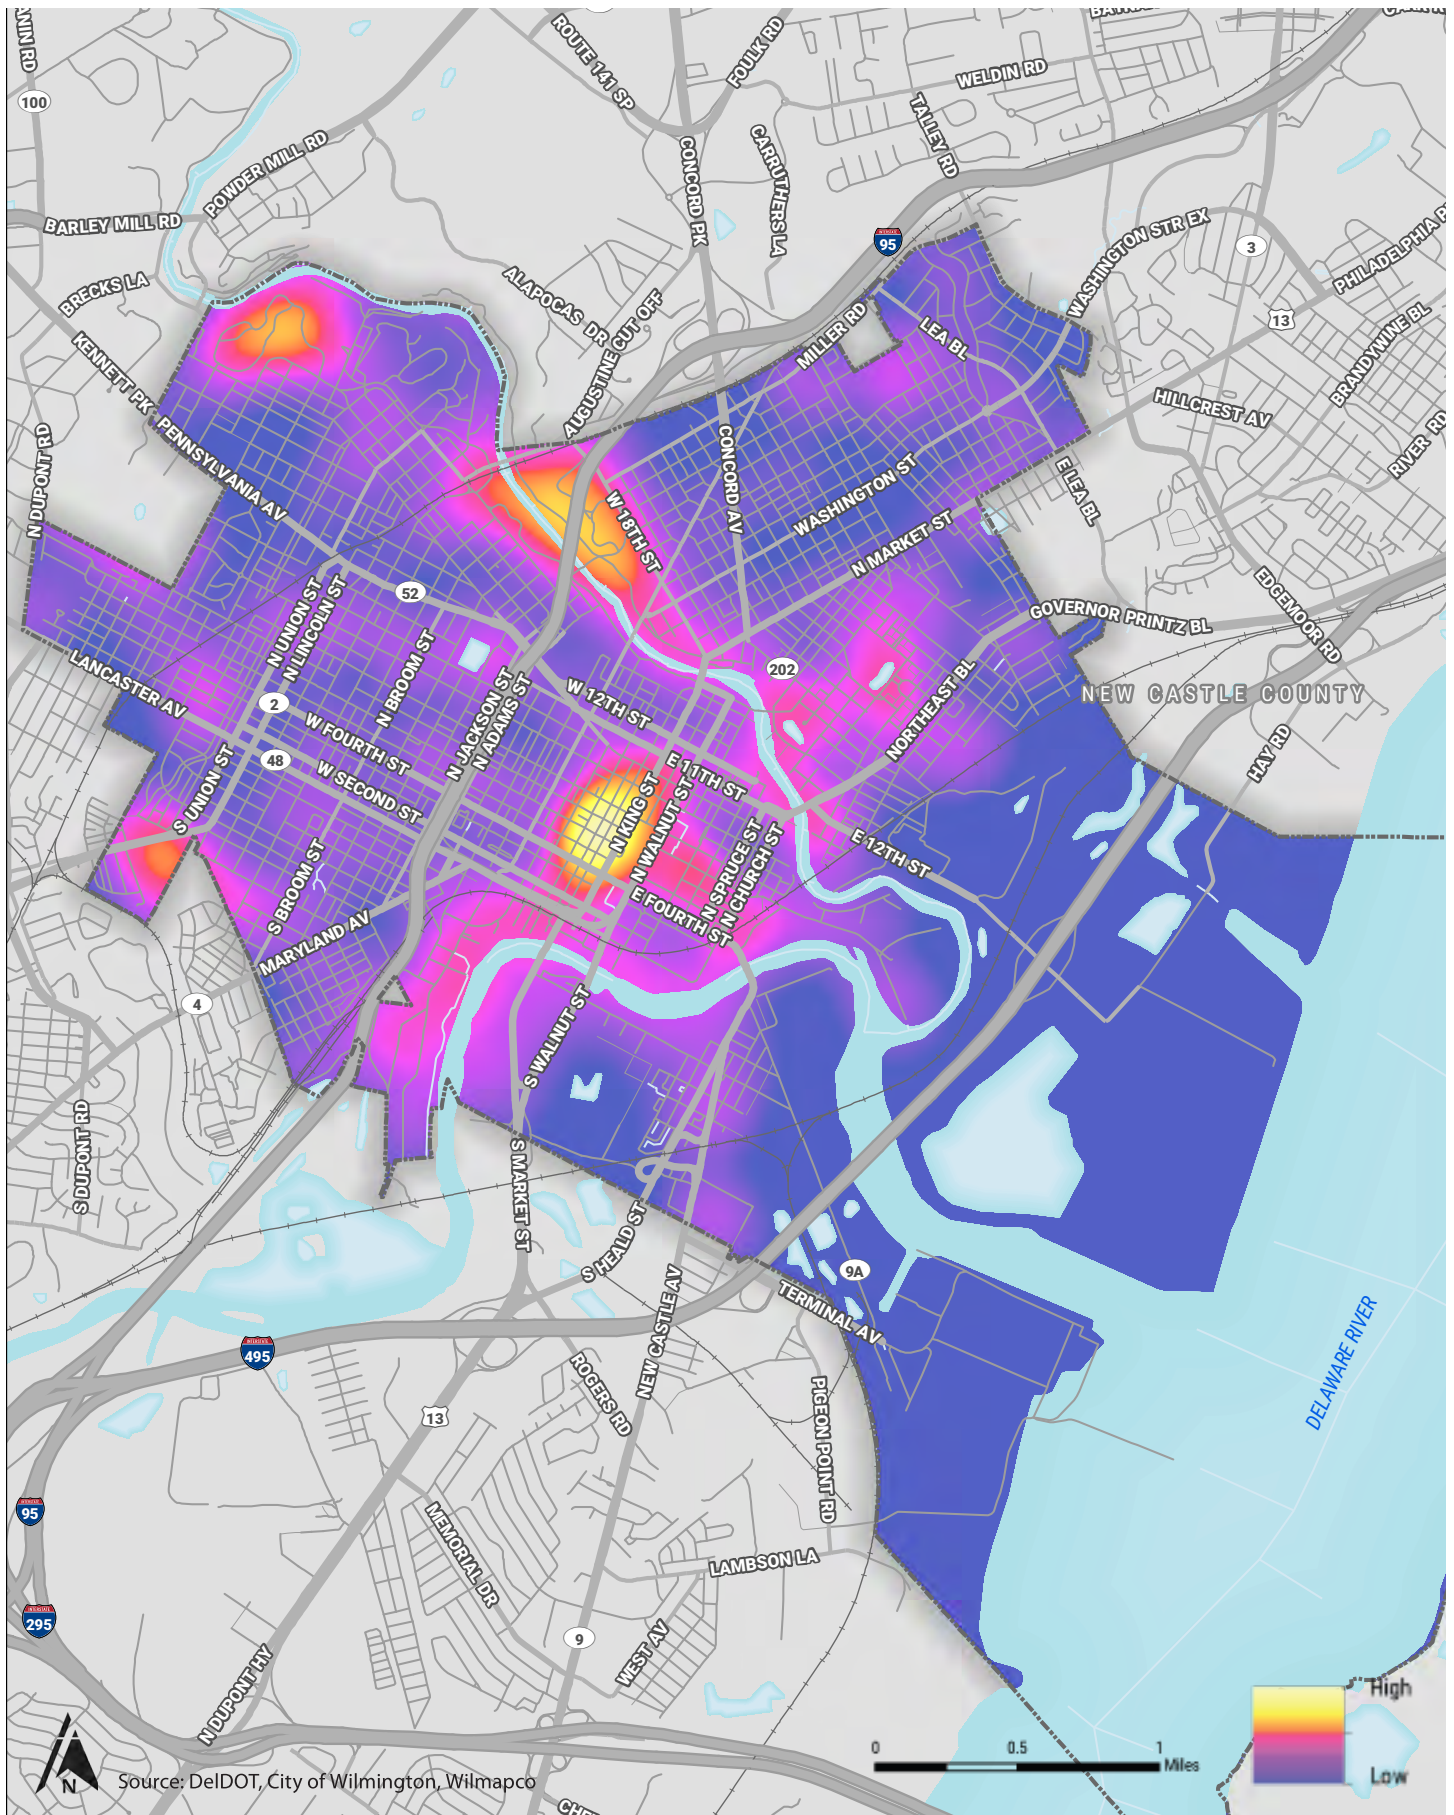 ROUTE 141 SP
FOULK RD
WELDIN RD
100
TALLEY RD
CARRUTHERS LA
CONCORD PK
POWDER MILL RD
BARLEY MILL RD
WASHINGTON STR EX
95
3
PHILADELPHIA
BRECKS LA
ALAPOCAS DR
AUGUSTINE CUT OFF
MILLER RD
LEA BL
13
BRANDYWINE BL
KENNETT PK
HILLCREST AV
RIVER RD
N DUPONT RD
PENNSYLVANIA AV
CONCORD AV
WASHINGTON ST
E LEA BL
W 18TH ST
N MARKET ST
52
N UNION ST
N LINCOLN ST
EDGEMOOR RD
GOVERNOR PRINTZ BL
N BROOM ST
LANCASTER AV
202
NEW CASTLE COUNTY
W 12TH ST
2
N JACKSON ST
N ADAMS ST
NORTHEAST BL
W FOURTH ST
48
HAY RD
E 11TH ST
S UNION ST
W SECOND ST
N KING ST
N WALNUT ST
N SPRUCE ST
N CHURCH ST
E 12TH ST
S BROOM ST
E FOURTH ST
MARYLAND AV
4
S WALNUT ST
S DUPONT RD
S MARKET ST
S HEALD ST
9A
TERMINAL AV
NEW CASTLE AV
495
ROGERS RD
DELAWARE RIVER
13
PIGEON POINT RD
95
MEMORIAL DR
LAMBSON LA
295
9
WEST AV
N DUPONT HY
High
Low
0 0.5 1
Miles
N
Source: DelDOT, City of Wilmington, Wilmapco